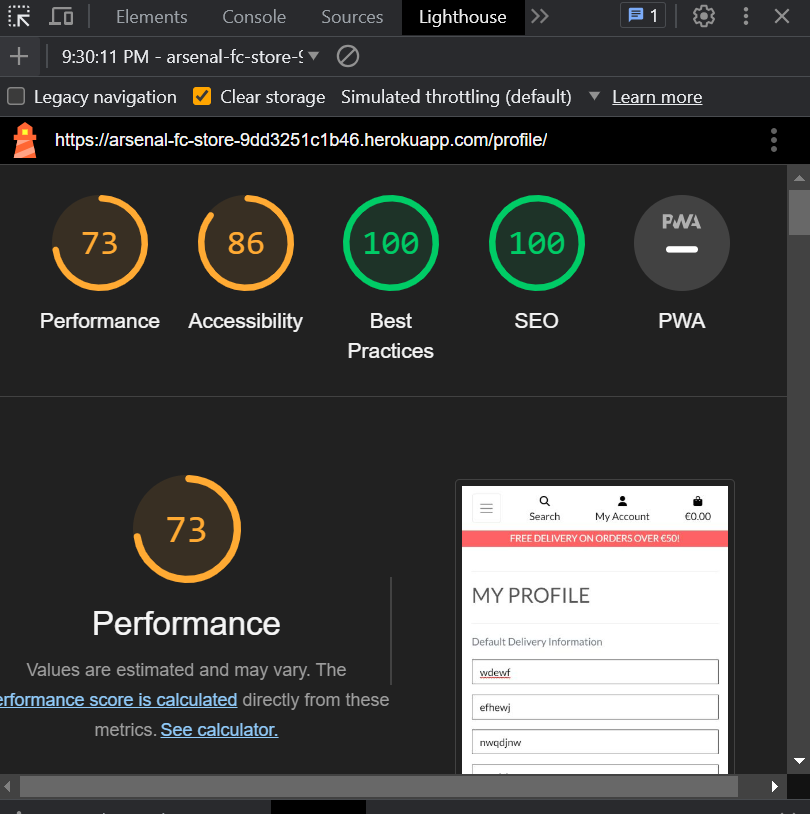 Elements Console Sources Lighthouse 1
9:30:11 PM - arsenal-fc-store-9
Legacy navigation Clear storage Simulated throttling (default) Learn more
https://arsenal-fc-store-9dd3251c1b46.herokuapp.com/profile/
73 86 100 100 PWA
Performance Accessibility Best SEO PWA
Practices
73
Performance
Values are estimated and may vary. The
erformance score is calculated directly from these
metrics. See calculator.
Search My Account €0.00
FREE DELIVERY ON ORDERS OVER €50!
MY PROFILE
Default Delivery Information
wdewf
efhewj
nwqdjnw